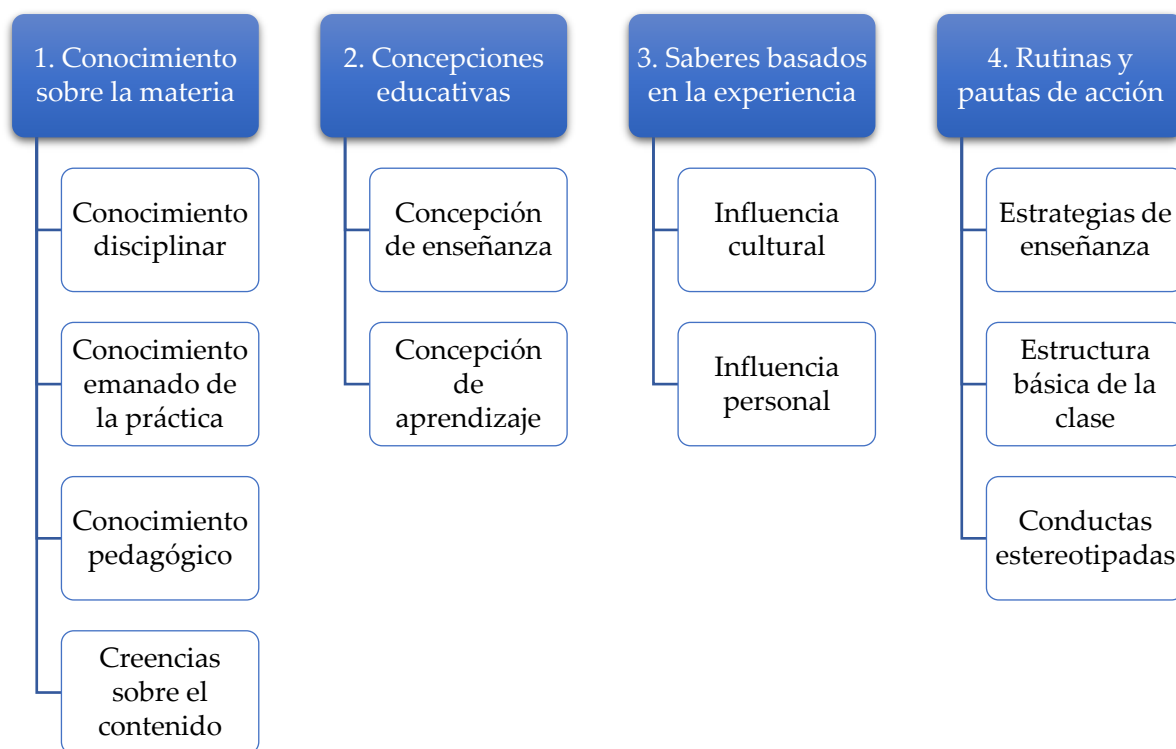 1. Conocimiento
sobre la materia
Conocimiento
disciplinar
Conocimiento
emanado de
la práctica
Conocimiento
pedagógico
Creencias
sobre el
contenido
2. Concepciones
educativas
Concepción
de enseñanza
Concepción
de
aprendizaje
3. Saberes basados
en la experiencia
Influencia
cultural
Influencia
personal
4. Rutinas y
pautas de acción
Estrategias de
enseñanza
Estructura
básica de la
clase
Conductas
estereotipadas